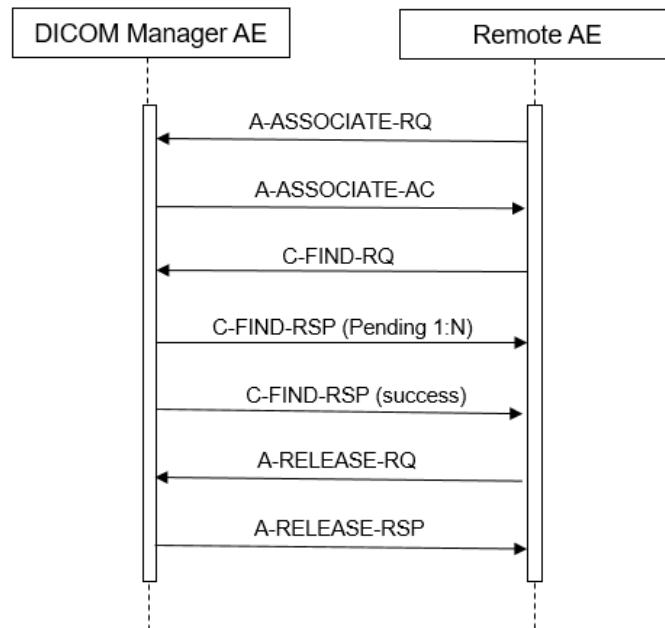 DICOM Manager AE
Remote AE
A-ASSOCIATE-RQ
A-ASSOCIATE-AC
C-FIND-RQ
C-FIND-RSP (Pending 1:N)
C-FIND-RSP (success)
A-RELEASE-RQ
A-RELEASE-RSP